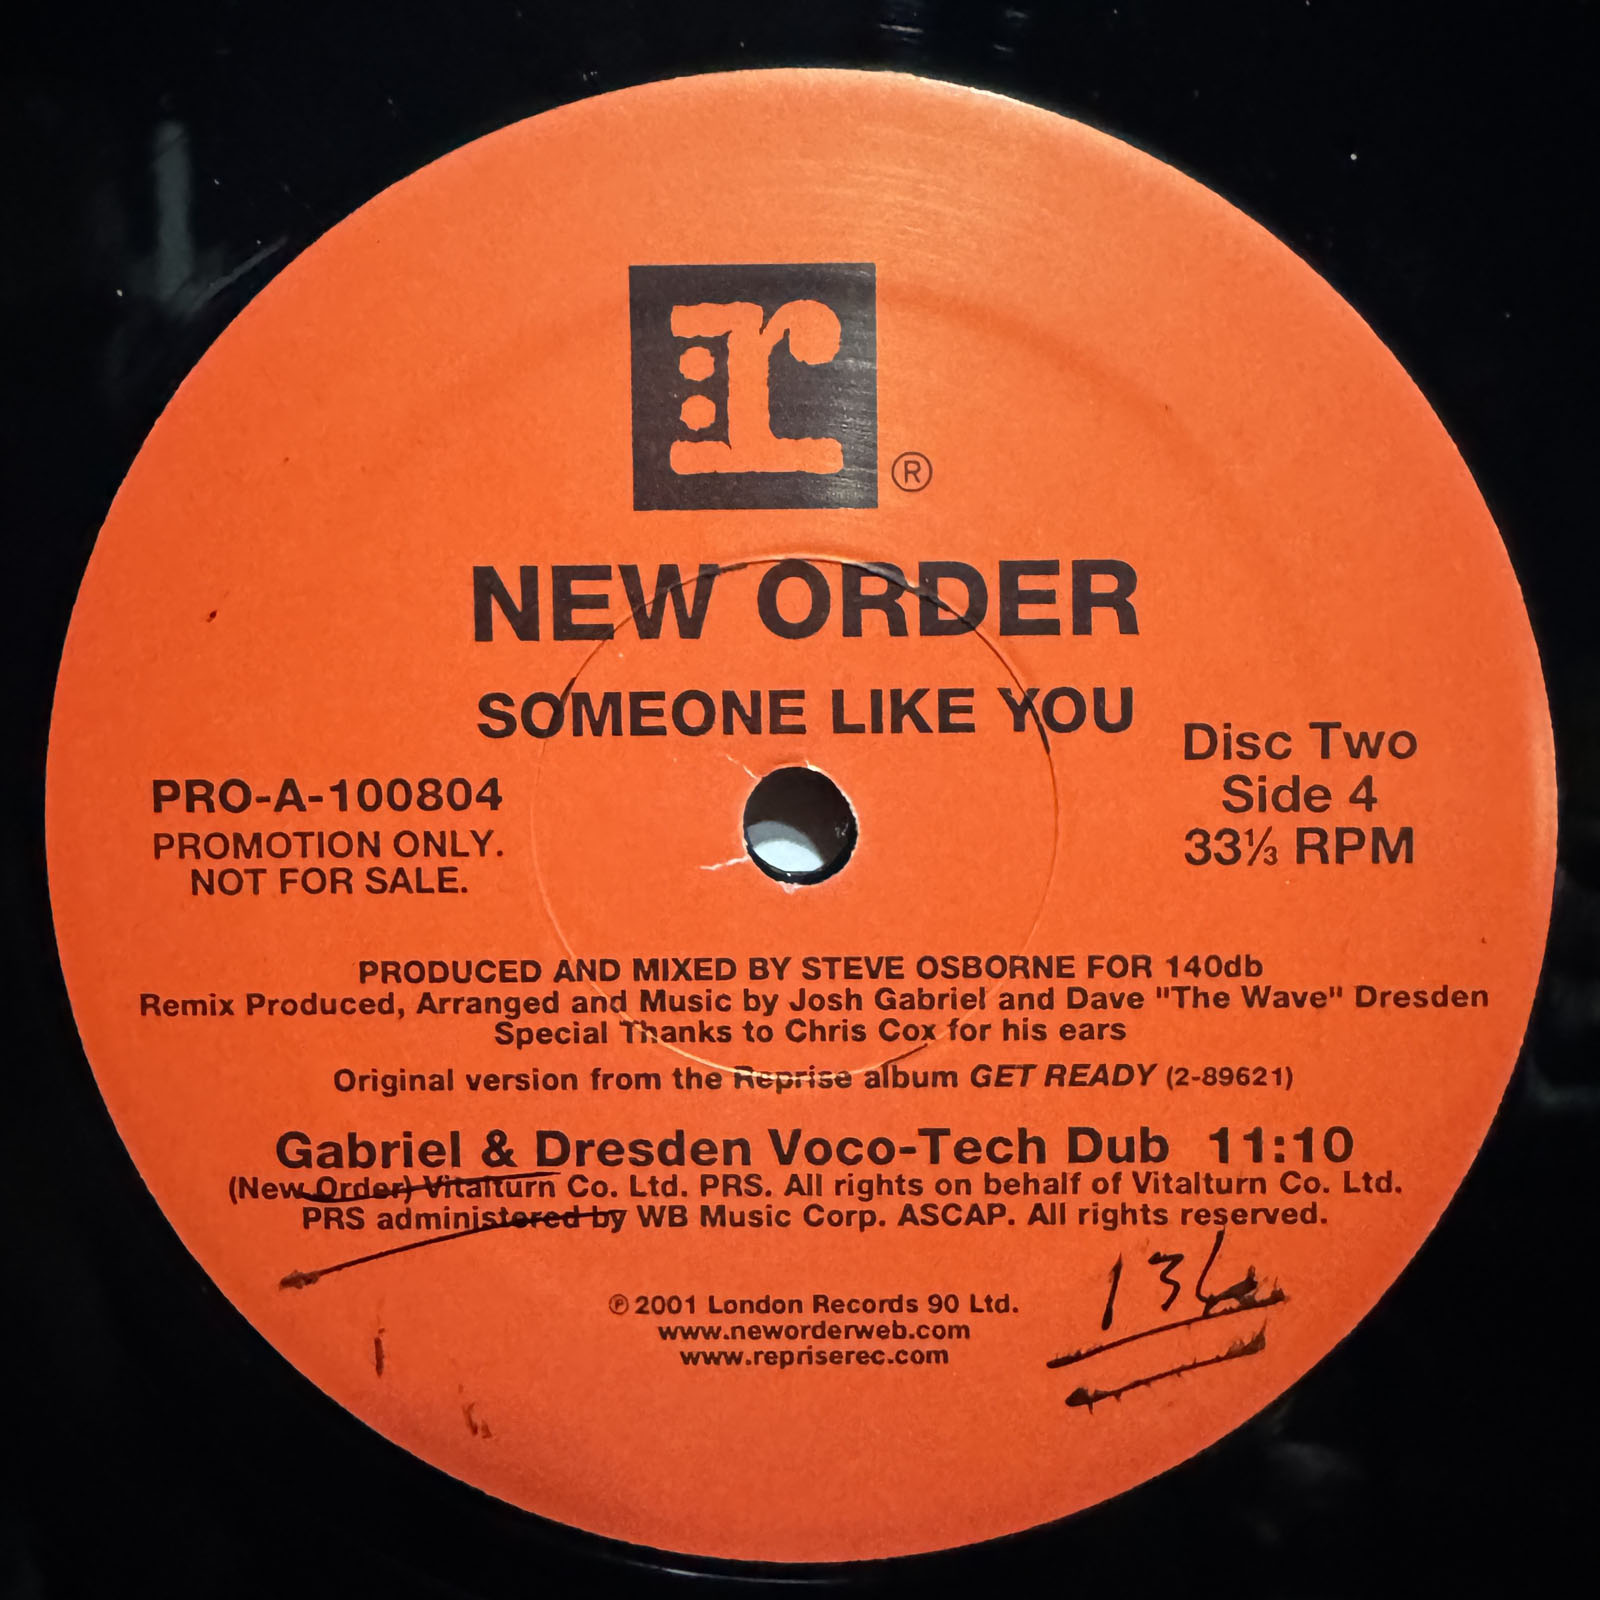 r
®
NEW ORDER
SOMEONE LIKE YOU
PRO-A-100804
PROMOTION ONLY.
NOT FOR SALE.
Disc Two
Side 4
33⅓ RPM
PRODUCED AND MIXED BY STEVE OSBORNE FOR 140db
Remix Produced, Arranged and Music by Josh Gabriel and Dave "The Wave" Dresden
Special Thanks to Chris Cox for his ears
Original version from the Reprise album GET READY (2-89621)
Gabriel & Dresden Voco-Tech Dub 11:10
(New Order) Vitalturn Co. Ltd. PRS. All rights on behalf of Vitalturn Co. Ltd.
PRS administered by WB Music Corp. ASCAP. All rights reserved.
136
℗ 2001 London Records 90 Ltd.
www.neworderweb.com
www.repriserec.com